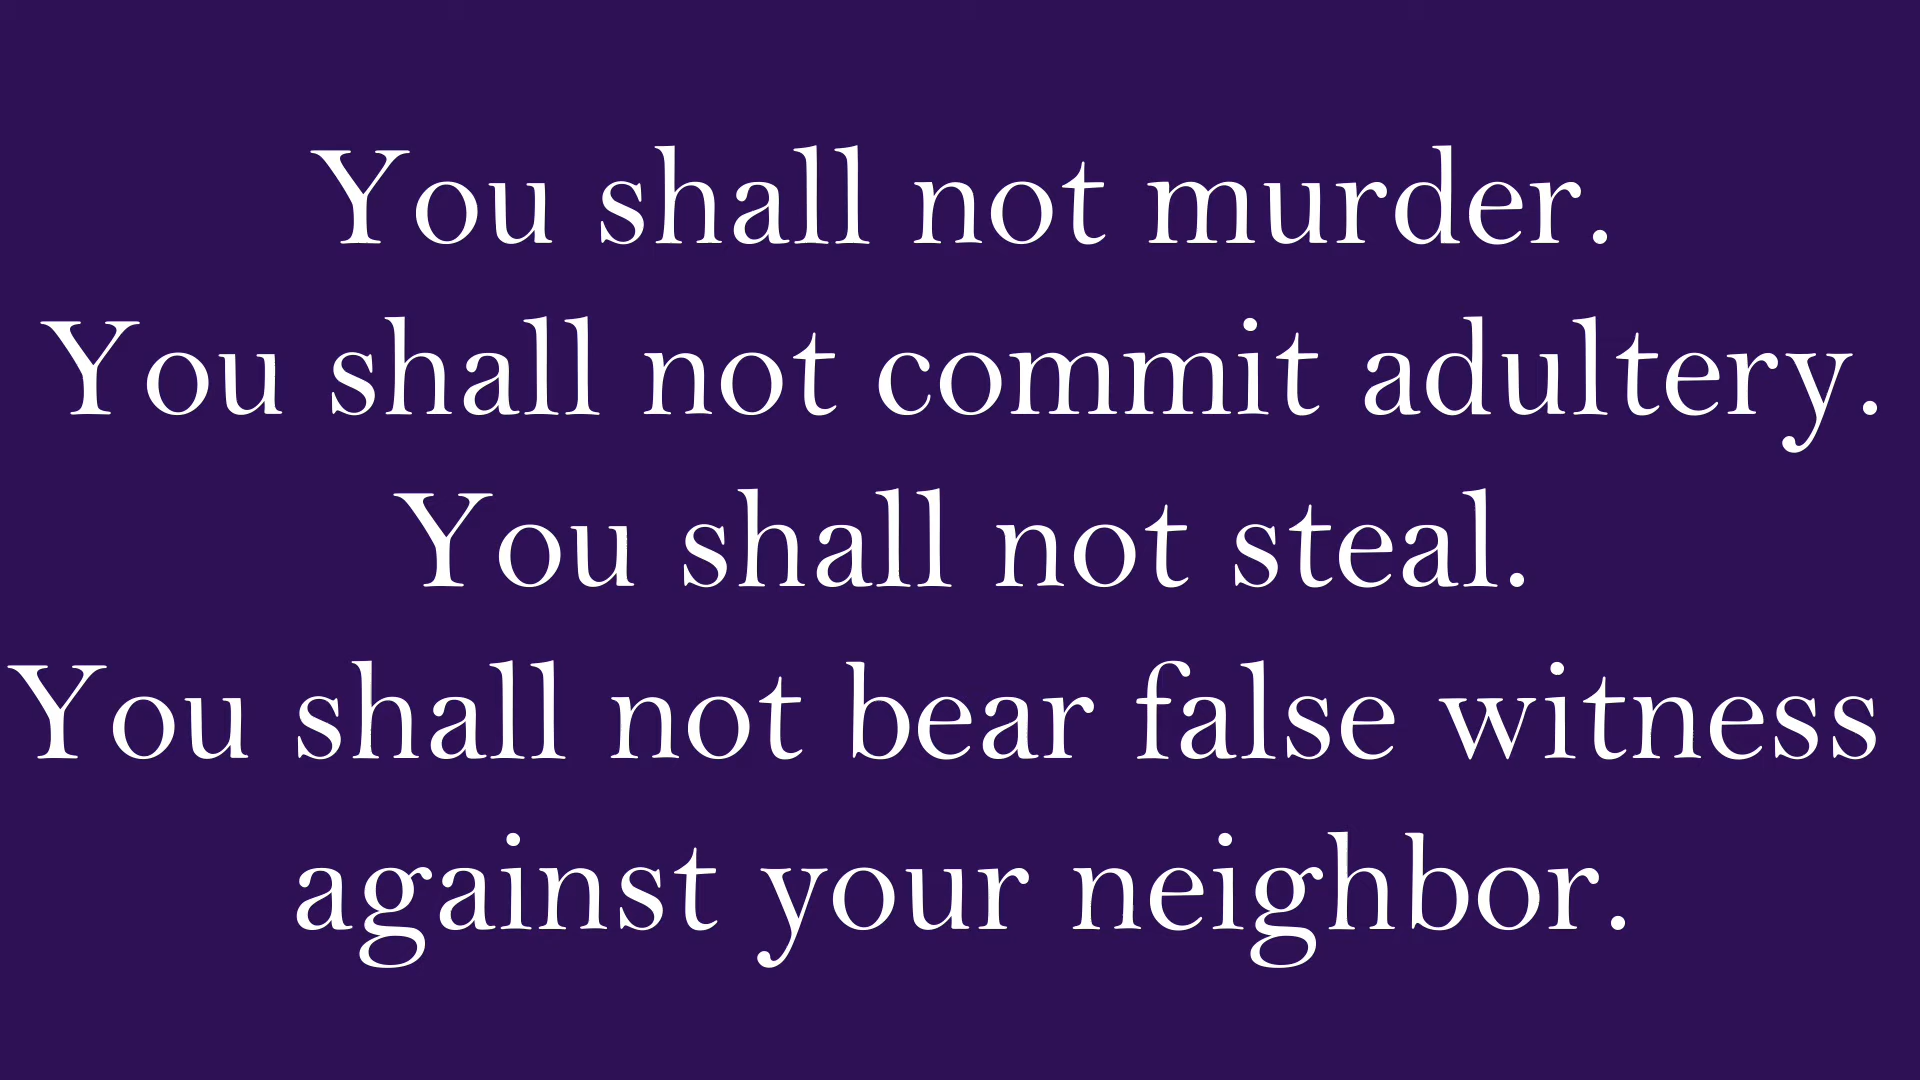 You shall not murder.
You shall not commit adultery.
You shall not steal.
You shall not bear false witness
against your neighbor.